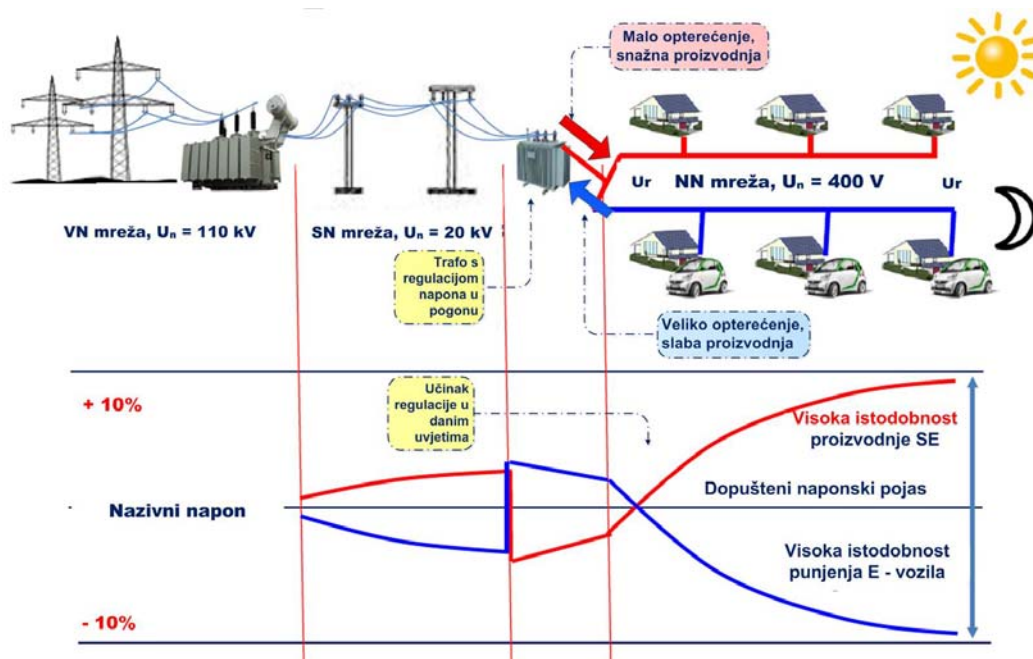 Malo opterećenje,
snažna proizvodnja
VN mreža, Uₙ = 110 kV
SN mreža, Uₙ = 20 kV
Ur
NN mreža, Uₙ = 400 V
Ur
Trafo s
regulacijom
napona u
pogonu
Veliko opterećenje,
slaba proizvodnja
+ 10%
Učinak
regulacije u
danim
uvjetima
Visoka istodobnost
proizvodnje SE
Nazivni napon
Dopušteni naponski pojas
Visoka istodobnost
punjenja E - vozila
- 10%